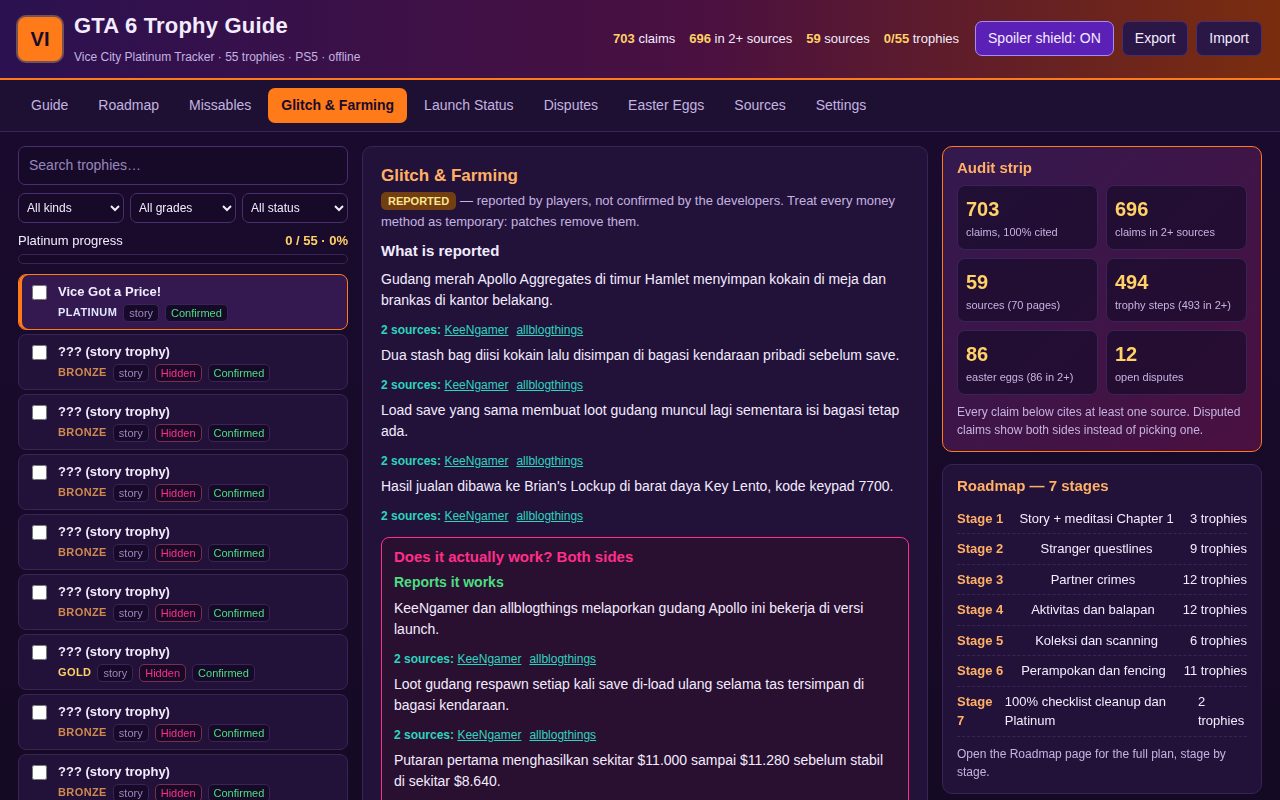 VI
GTA 6 Trophy Guide
Vice City Platinum Tracker · 55 trophies · PS5 · offline
703 claims 696 in 2+ sources 59 sources 0/55 trophies
Spoiler shield: ON
Export
Import
Guide
Roadmap
Missables
Glitch & Farming
Launch Status
Disputes
Easter Eggs
Sources
Settings
Search trophies…
All kinds
All grades
All status
Platinum progress
0 / 55 · 0%
Vice Got a Price!
PLATINUM story Confirmed
??? (story trophy)
BRONZE story Hidden Confirmed
??? (story trophy)
BRONZE story Hidden Confirmed
??? (story trophy)
BRONZE story Hidden Confirmed
??? (story trophy)
BRONZE story Hidden Confirmed
??? (story trophy)
BRONZE story Hidden Confirmed
??? (story trophy)
GOLD story Hidden Confirmed
??? (story trophy)
BRONZE story Hidden Confirmed
??? (story trophy)
BRONZE story Hidden Confirmed
Glitch & Farming
REPORTED — reported by players, not confirmed by the developers. Treat every money
method as temporary: patches remove them.
What is reported
Gudang merah Apollo Aggregates di timur Hamlet menyimpan kokain di meja dan
brankas di kantor belakang.
2 sources: KeeNgamer allblogthings
Dua stash bag diisi kokain lalu disimpan di bagasi kendaraan pribadi sebelum save.
2 sources: KeeNgamer allblogthings
Load save yang sama membuat loot gudang muncul lagi sementara isi bagasi tetap
ada.
2 sources: KeeNgamer allblogthings
Hasil jualan dibawa ke Brian's Lockup di barat daya Key Lento, kode keypad 7700.
2 sources: KeeNgamer allblogthings
Does it actually work? Both sides
Reports it works
KeeNgamer dan allblogthings melaporkan gudang Apollo ini bekerja di versi
launch.
2 sources: KeeNgamer allblogthings
Loot gudang respawn setiap kali save di-load ulang selama tas tersimpan di
bagasi kendaraan.
2 sources: KeeNgamer allblogthings
Putaran pertama menghasilkan sekitar $11.000 sampai $11.280 sebelum stabil
di sekitar $8.640.
Audit strip
703
claims, 100% cited
696
claims in 2+ sources
59
sources (70 pages)
494
trophy steps (493 in 2+)
86
easter eggs (86 in 2+)
12
open disputes
Every claim below cites at least one source. Disputed
claims show both sides instead of picking one.
Roadmap — 7 stages
Stage 1 Story + meditasi Chapter 1 3 trophies
Stage 2 Stranger questlines 9 trophies
Stage 3 Partner crimes 12 trophies
Stage 4 Aktivitas dan balapan 12 trophies
Stage 5 Koleksi dan scanning 6 trophies
Stage 6 Perampokan dan fencing 11 trophies
Stage 7 100% checklist cleanup dan Platinum 2 trophies
Open the Roadmap page for the full plan, stage by
stage.